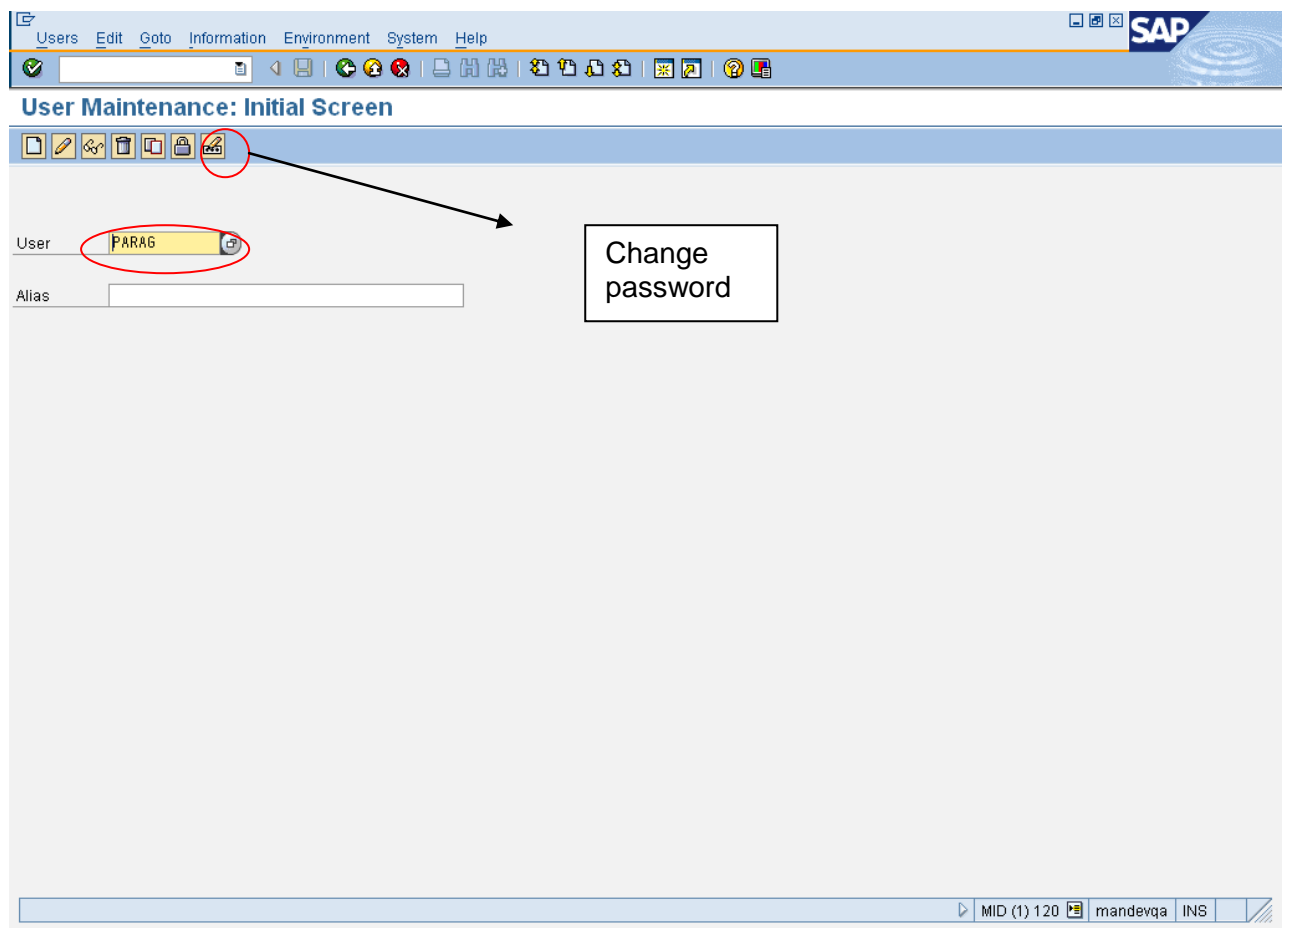 Users Edit Goto Information Environment System Help
SAP
User Maintenance: Initial Screen
User PARAG
Change
password
Alias
MID (1) 120 mandevqa INS